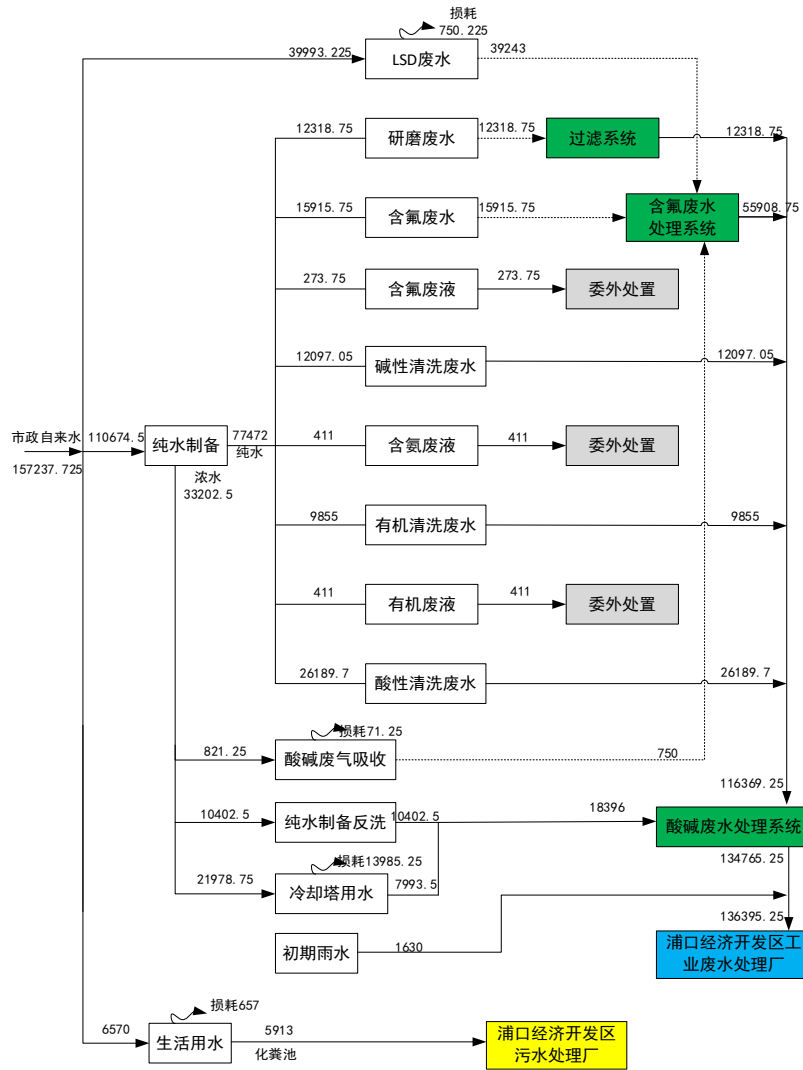 损耗
750.225
39993.225
LSD废水
39243
12318.75
研磨废水
12318.75
过滤系统
12318.75
15915.75
含氟废水
15915.75
含氟废水
处理系统
55908.75
273.75
含氟废液
273.75
委外处置
12097.05
碱性清洗废水
12097.05
市政自来水
157237.725
110674.5
纯水制备
77472
纯水
浓水
33202.5
411
含氨废液
411
委外处置
9855
有机清洗废水
9855
411
有机废液
411
委外处置
26189.7
酸性清洗废水
26189.7
损耗71.25
821.25
酸碱废气吸收
750
116369.25
10402.5
纯水制备反洗
10402.5
18396
酸碱废水处理系统
134765.25
损耗13985.25
21978.75
冷却塔用水
7993.5
136395.25
初期雨水
1630
浦口经济开发区工
业废水处理厂
损耗657
6570
生活用水
5913
化粪池
浦口经济开发区
污水处理厂